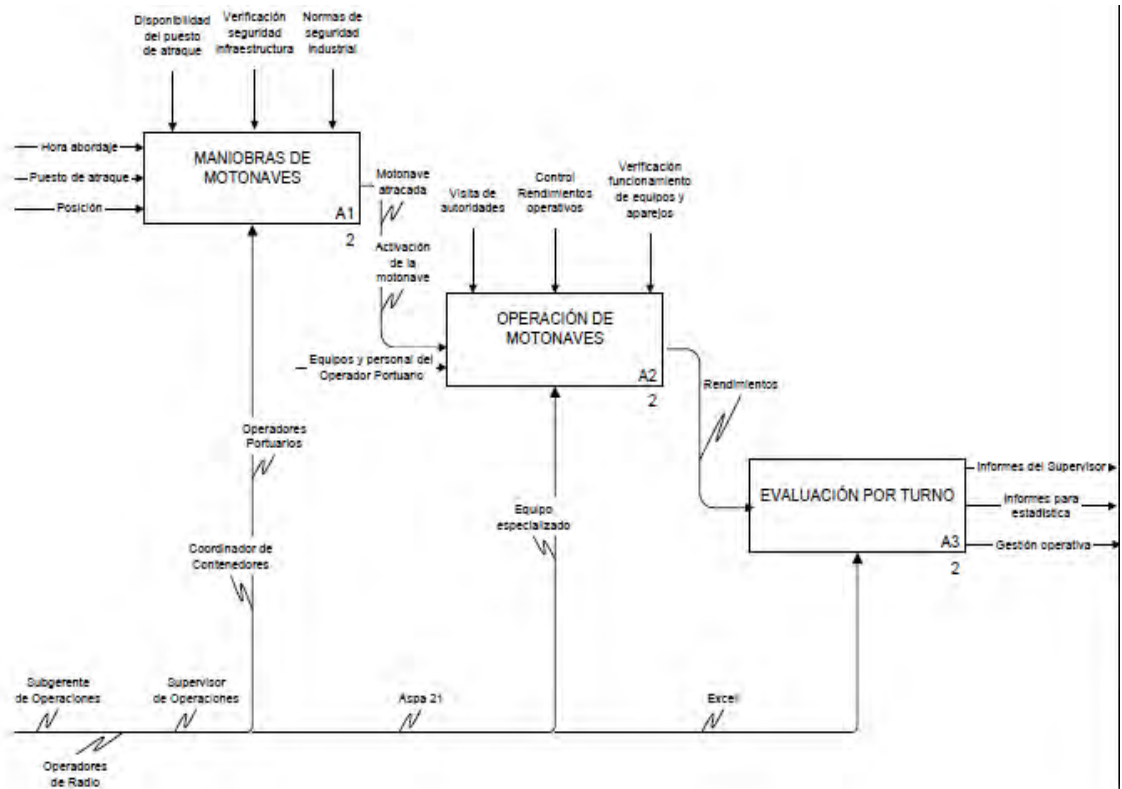 Disponibilidad
del puesto
de atraque
Verificación
seguridad
infraestructura
Normas de
seguridad
industrial
Hora abordaje
Puesto de atraque
Posición
MANIOBRAS DE
MOTONAVES
A1
2
Motonave
atracada
Activación
de la
motonave
Visita de
autoridades
Control
Rendimientos
operativos
Verificación
funcionamiento
de equipos y
aparejos
Equipos y personal del
Operador Portuario
OPERACIÓN DE
MOTONAVES
A2
2
Rendimientos
Operadores
Portuarios
Equipo
especializado
EVALUACIÓN POR TURNO
A3
2
Informes del Supervisor
Informes para
estadística
Gestión operativa
Coordinador de
Contenedores
Subgerente
de Operaciones
Supervisor
de Operaciones
Aspa 21
Excell
Operadores
de Radio